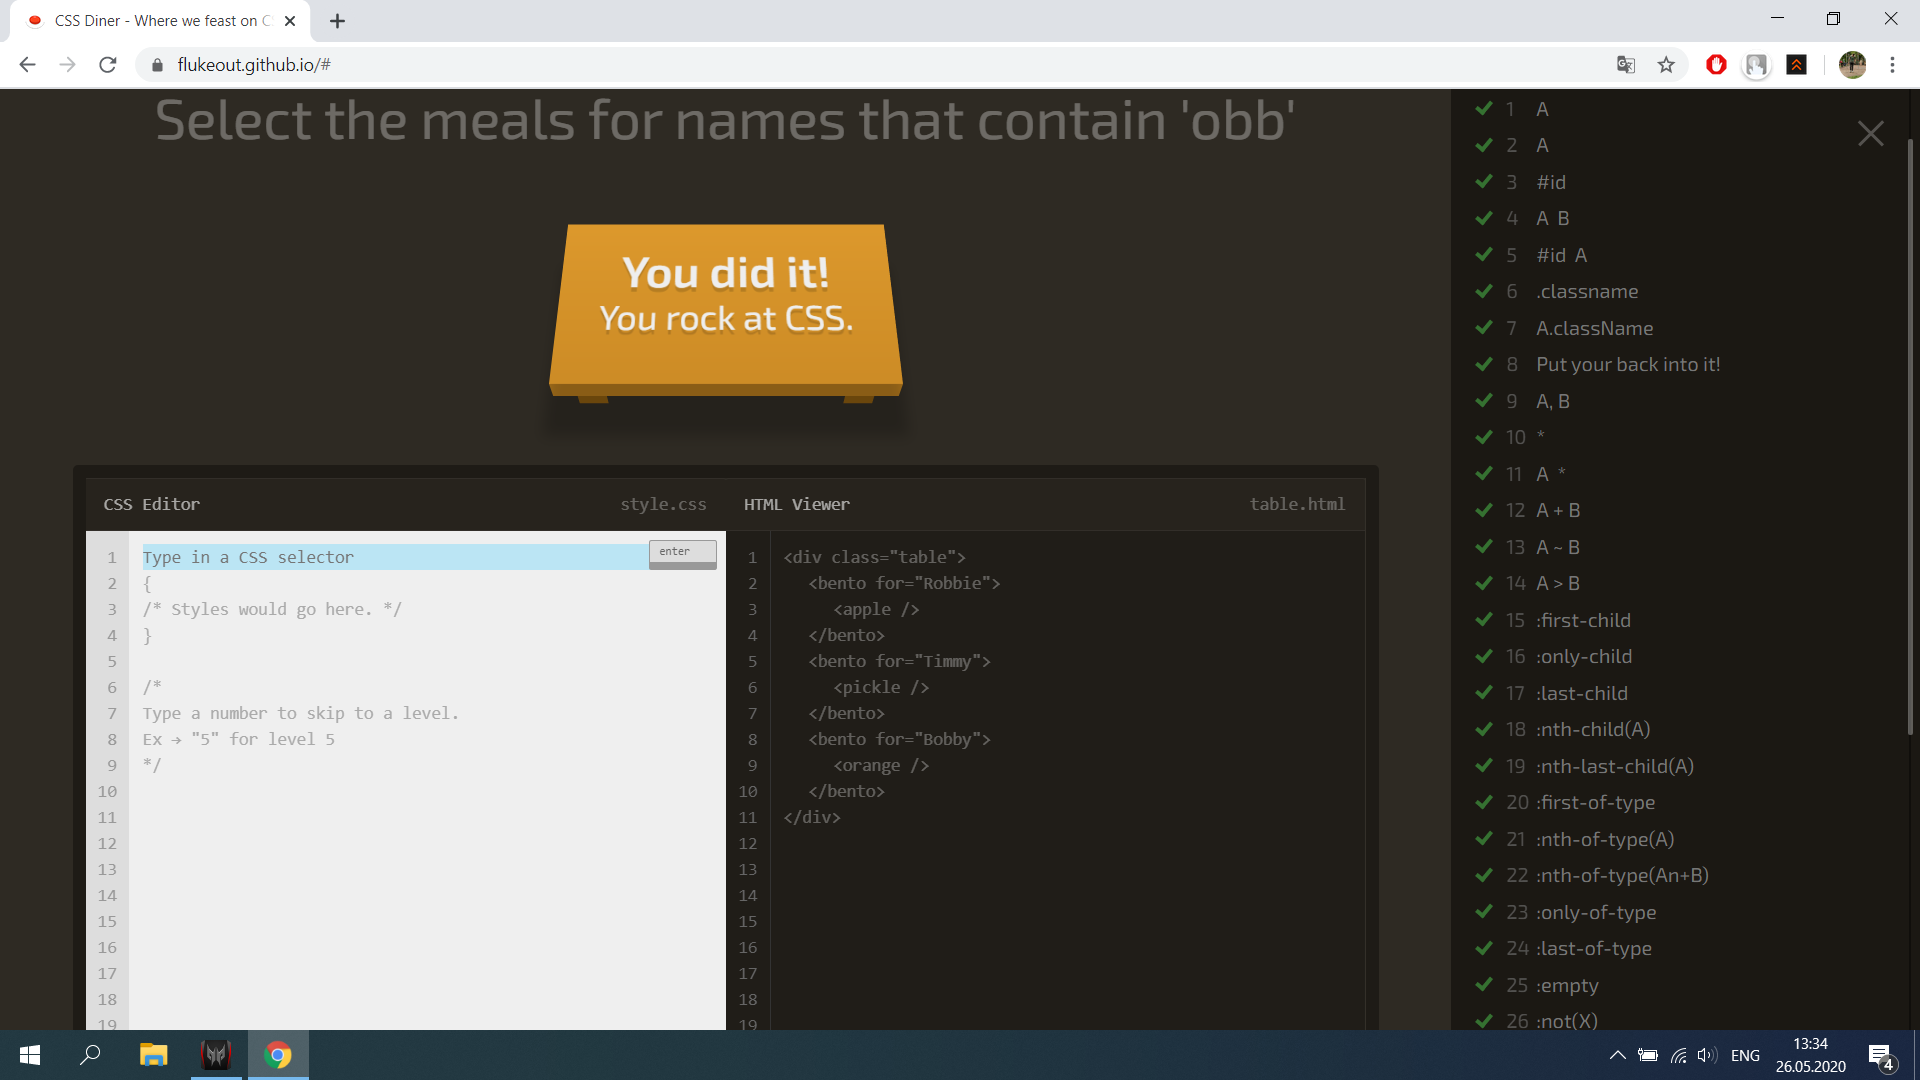 CSS Diner - Where we feast on C
flukeout.github.io/#
Select the meals for names that contain 'obb'
You did it!
You rock at CSS.
CSS Editor
style.css
HTML Viewer
table.html
1 Type in a CSS selector
enter
2 {
3 /* Styles would go here. */
4 }
5
6 /*
7 Type a number to skip to a level.
8 Ex → "5" for level 5
9 */
10
11
12
13
14
15
16
17
18
19
1 <div class="table">
2 <bento for="Robbie">
3 <apple />
4 </bento>
5 <bento for="Timmy">
6 <pickle />
7 </bento>
8 <bento for="Bobby">
9 <orange />
10 </bento>
11 </div>
12
13
14
15
16
17
18
19
1 A
2 A
3 #id
4 A B
5 #id A
6 .classname
7 A.className
8 Put your back into it!
9 A, B
10 *
11 A *
12 A + B
13 A ~ B
14 A > B
15 :first-child
16 :only-child
17 :last-child
18 :nth-child(A)
19 :nth-last-child(A)
20 :first-of-type
21 :nth-of-type(A)
22 :nth-of-type(An+B)
23 :only-of-type
24 :last-of-type
25 :empty
26 :not(X)
ENG
13:34
26.05.2020
4